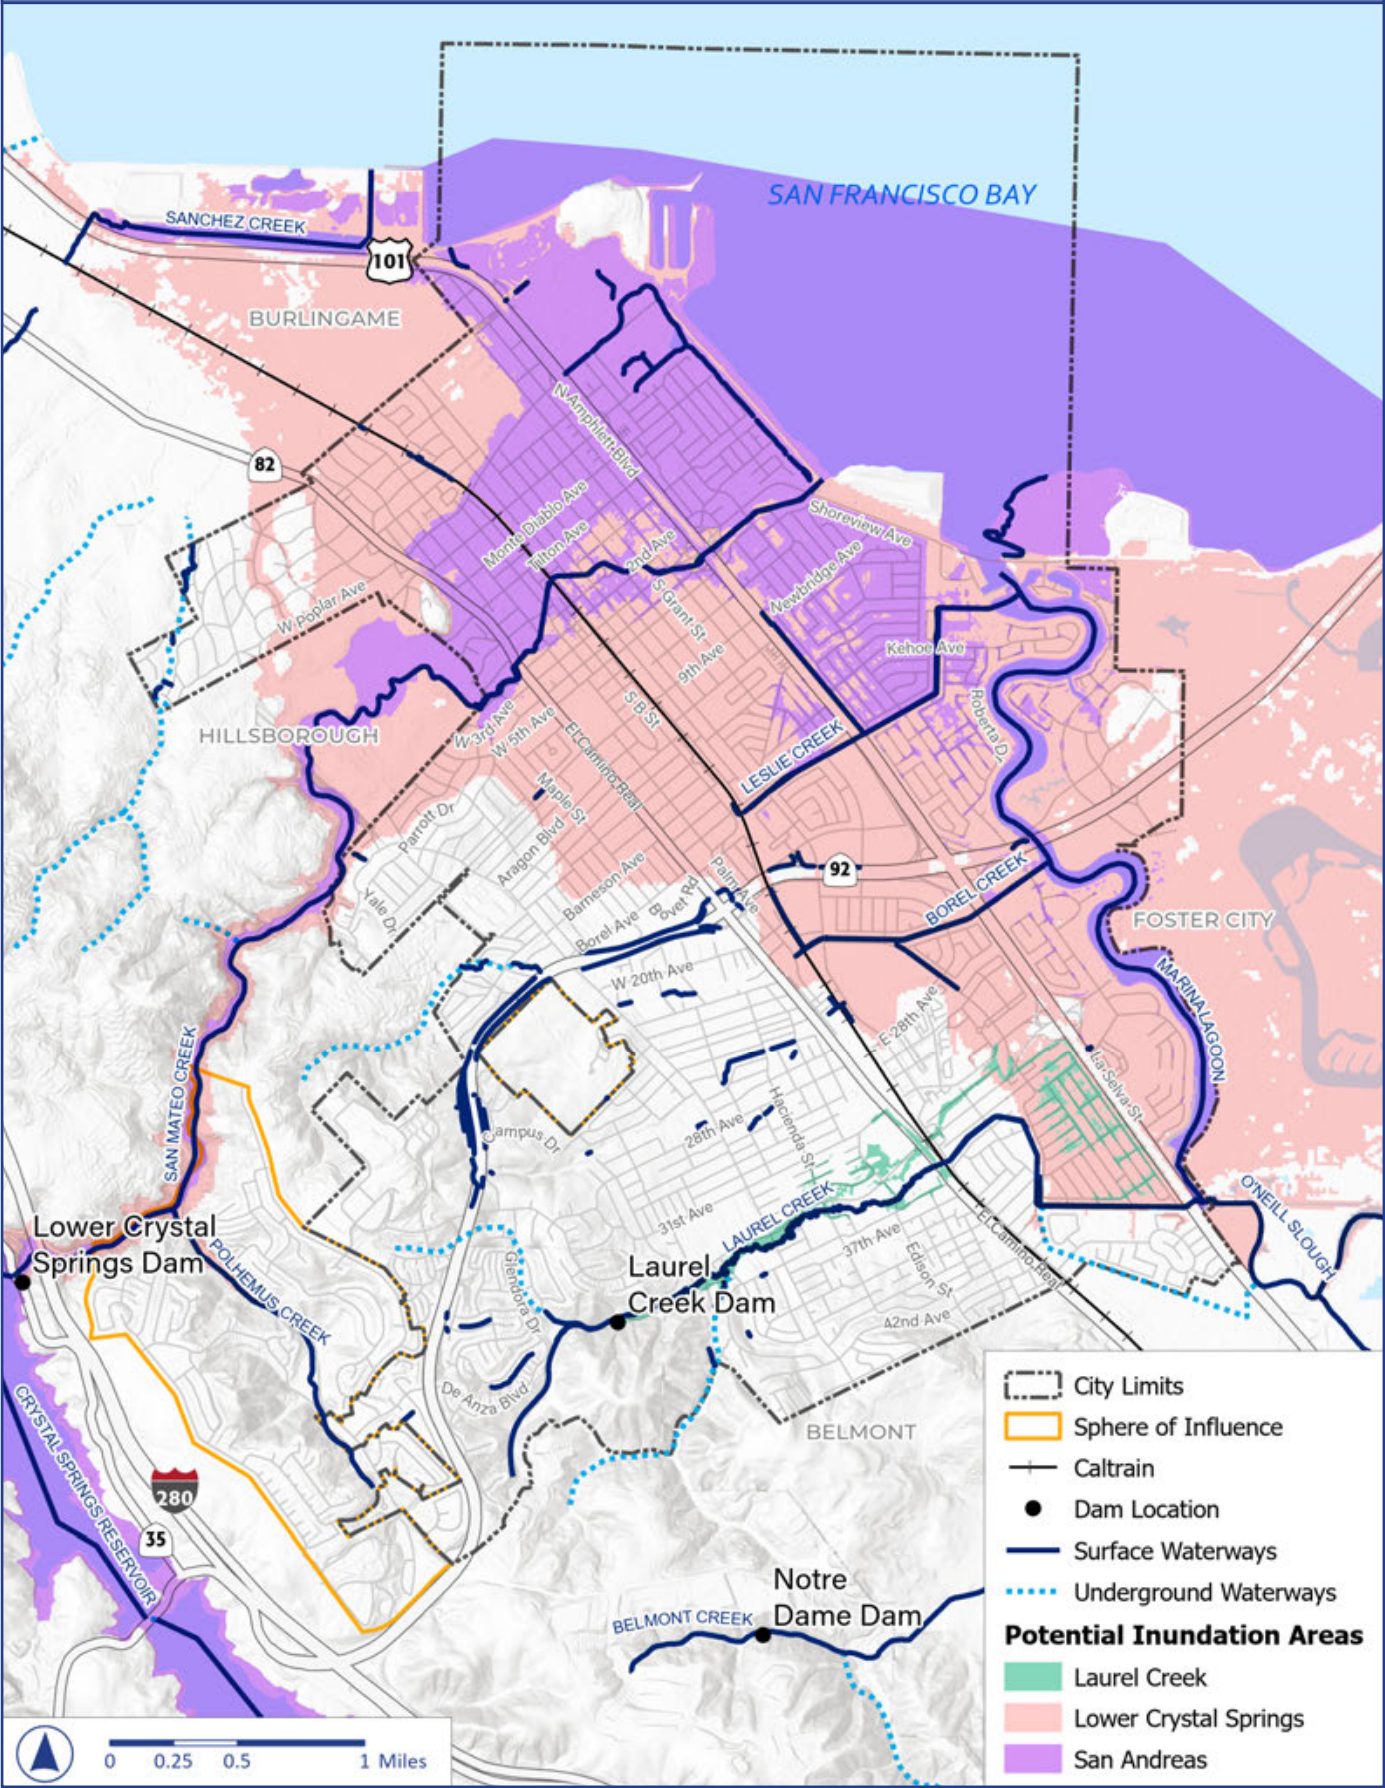 SAN FRANCISCO BAY
SANCHEZ CREEK
101
BURLINGAME
N Amphlett Blvd
82
Monte Diablo Ave
Tilton Ave
2nd Ave
Shoreview Ave
Newbridge Ave
W Poplar Ave
S Grant St
9th Ave
Kehoe Ave
S B St
Roberta Dr
HILLSBOROUGH
W 3rd Ave
W 5th Ave
El Camino Real
LESLIE CREEK
Maple St
Parrott Dr
Aragon Blvd
Barneson Ave
Palm Ave
92
Yale Dr
Bovet Rd
Borel Ave
BOREL CREEK
FOSTER CITY
W 20th Ave
MARINA LAGOON
E 28th Ave
SAN MATEO CREEK
La Selva St
Campus Dr
28th Ave
Hacienda St
31st Ave
LAUREL CREEK
37th Ave
Edison St
El Camino Real
O'NEILL SLOUGH
Lower Crystal
Springs Dam
POLHEMUS CREEK
Glendora Dr
Laurel
Creek Dam
42nd Ave
De Anza Blvd
BELMONT
CRYSTAL SPRINGS RESERVOIR
280
35
Notre
Dame Dam
BELMONT CREEK
City Limits
Sphere of Influence
Caltrain
Dam Location
Surface Waterways
Underground Waterways
Potential Inundation Areas
Laurel Creek
Lower Crystal Springs
San Andreas
0 0.25 0.5 1 Miles